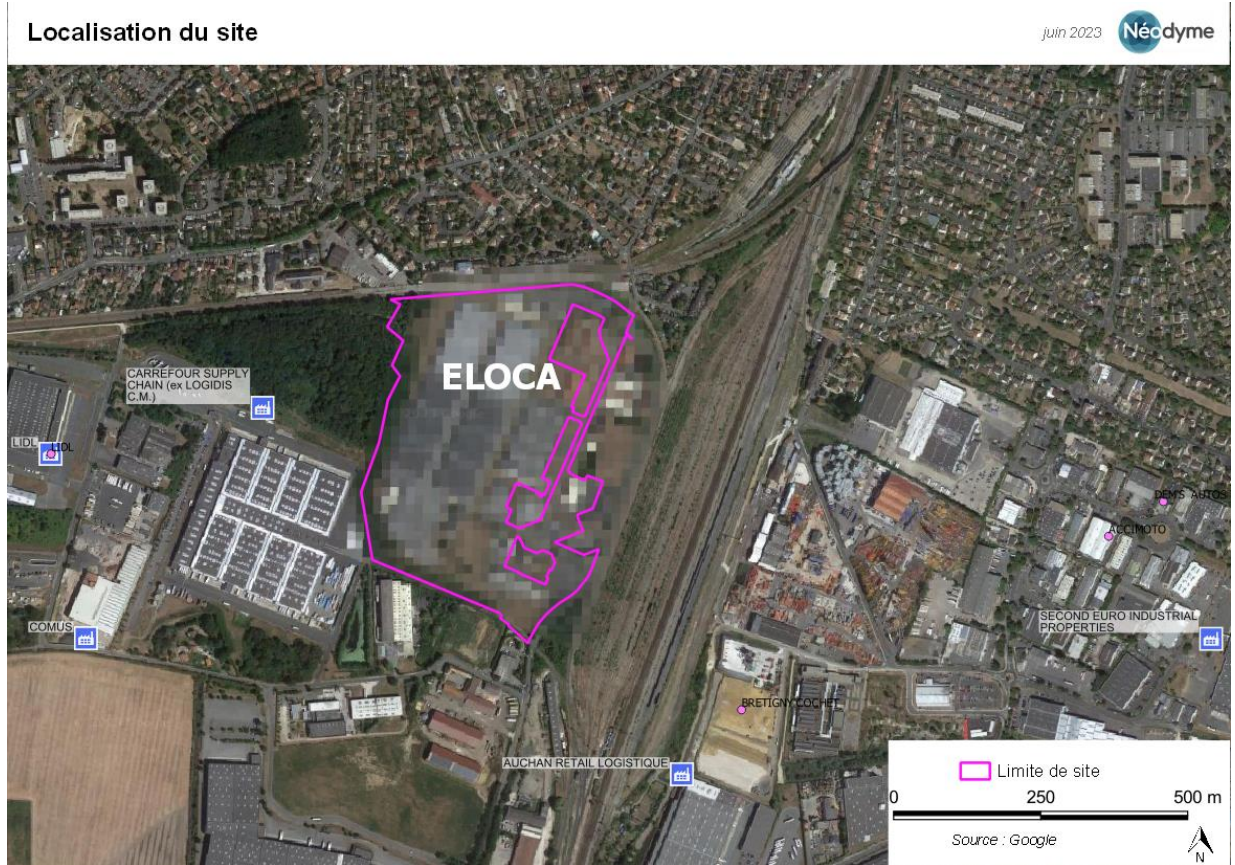 Localisation du site
juin 2023
Néodyme
ELOCA
CARREFOUR SUPPLY
CHAIN (ex LOGIDIS
C.M.)
LIDL
LIDL
DEM'S AUTOS
ACCIMOTO
COMUS
SECOND EURO INDUSTRIAL
PROPERTIES
BRETIGNY COCHET
AUCHAN RETAIL LOGISTIQUE
Limite de site
0 250 500 m
Source : Google
N